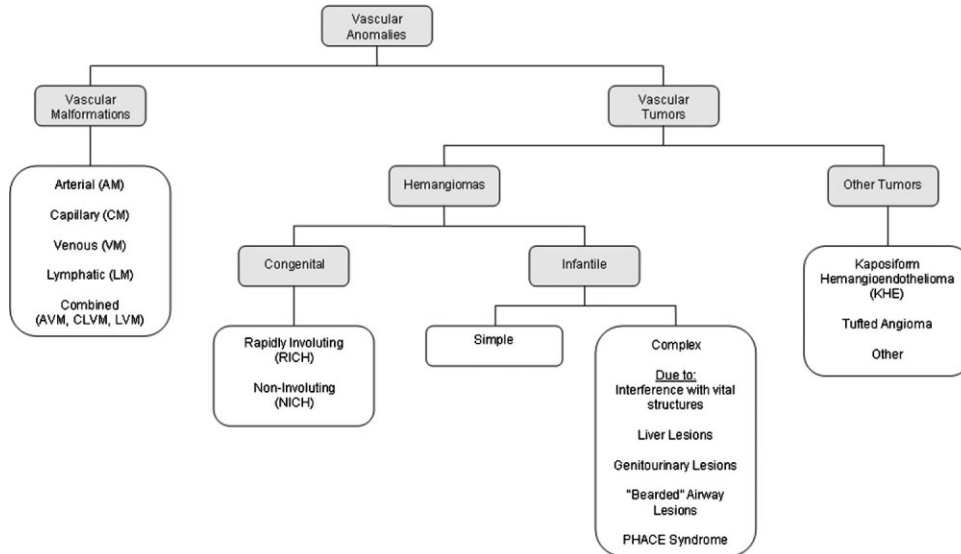 Vascular
Anomalies
Vascular
Malformations
Vascular
Tumors
Arterial (AM)
Capillary (CM)
Venous (VM)
Lymphatic (LM)
Combined
(AVM, CLVM, LVM)
Hemangiomas
Other Tumors
Congenital
Infantile
Kaposiform
Hemangioendothelioma
(KHE)
Tufted Angioma
Other
Rapidly Involuting
(RICH)
Non-Involuting
(NICH)
Simple
Complex
Due to:
Interference with vital
structures
Liver Lesions
Genitourinary Lesions
"Bearded" Airway
Lesions
PHACE Syndrome